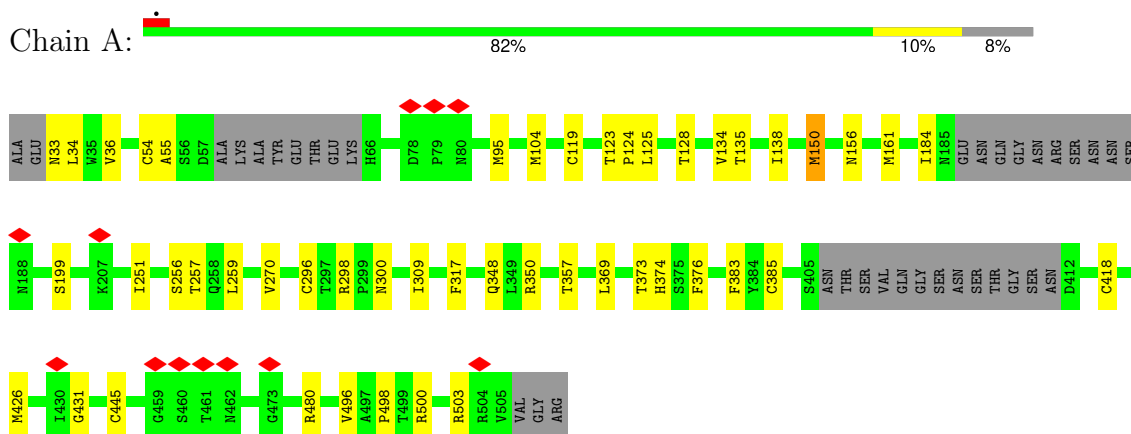 Chain A:
82% 10% 8%
ALA GLU N33 L34 W35 V36 C54 A55 S56 D57 ALA LYS ALA TYR GLU THR GLU LYS H66 D78 P79 N80 M95 M104 C119 T123 P124 L125 T128 V134 T135 I138 M150 N156 M161 I184 N185 GLU ASN GLN GLY ASN ARG SER ASN ASN SER
N188 K207 S199 I251 S256 T257 Q258 L259 V270 C296 T297 R298 P299 N300 I309 F317 Q348 L349 R350 T357 L369 T373 H374 S375 F376 F383 Y384 C385 S405 ASN THR SER VAL GLN GLY SER ASN SER THR GLY SER ASN D412 C418
M426 I430 G431 C445 G459 S460 T461 N462 G473 R480 V496 A497 P498 T499 R500 R503 R504 V505 VAL GLY ARG